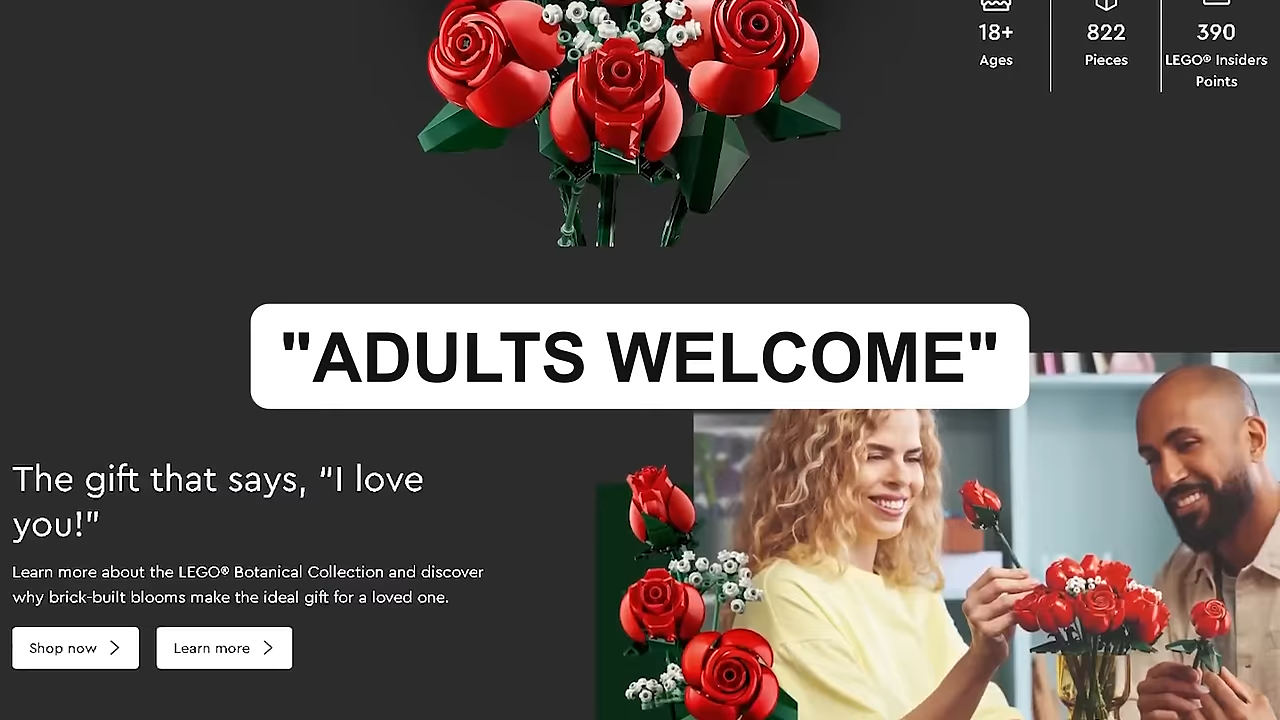 18+
Ages
822
Pieces
390
LEGO® Insiders
Points
"ADULTS WELCOME"
The gift that says, “I love
you!”
Learn more about the LEGO® Botanical Collection and discover
why brick-built blooms make the ideal gift for a loved one.
Shop now
Learn more